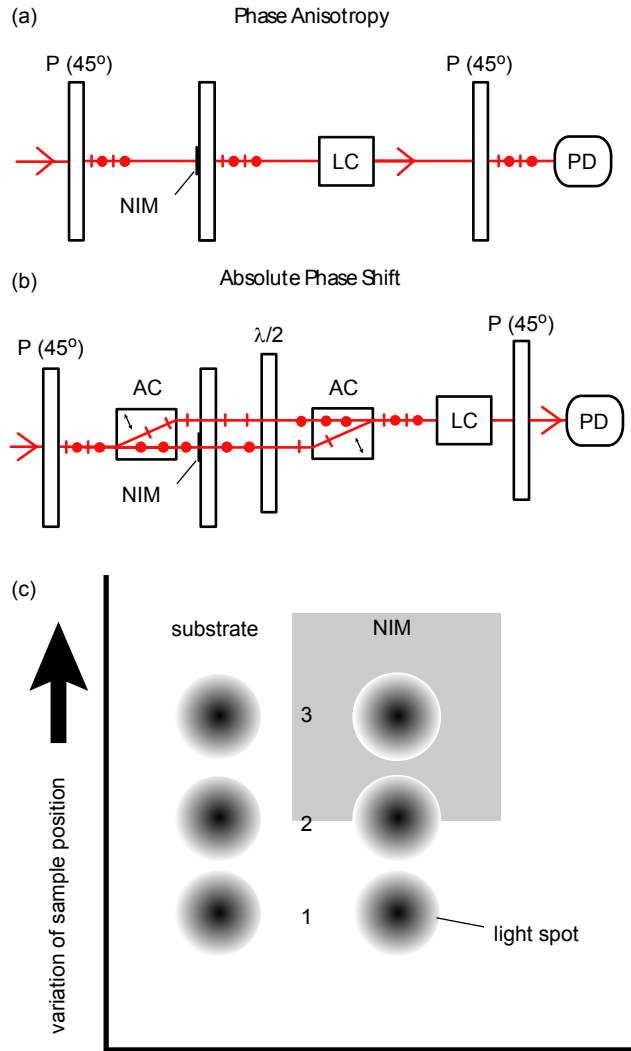 (a)
Phase Anisotropy
P (45º)
P (45º)
NIM
LC
PD
(b)
Absolute Phase Shift
P (45º)
AC
λ/2
AC
P (45º)
NIM
LC
PD
(c)
substrate
NIM
3
2
1
light spot
variation of sample position